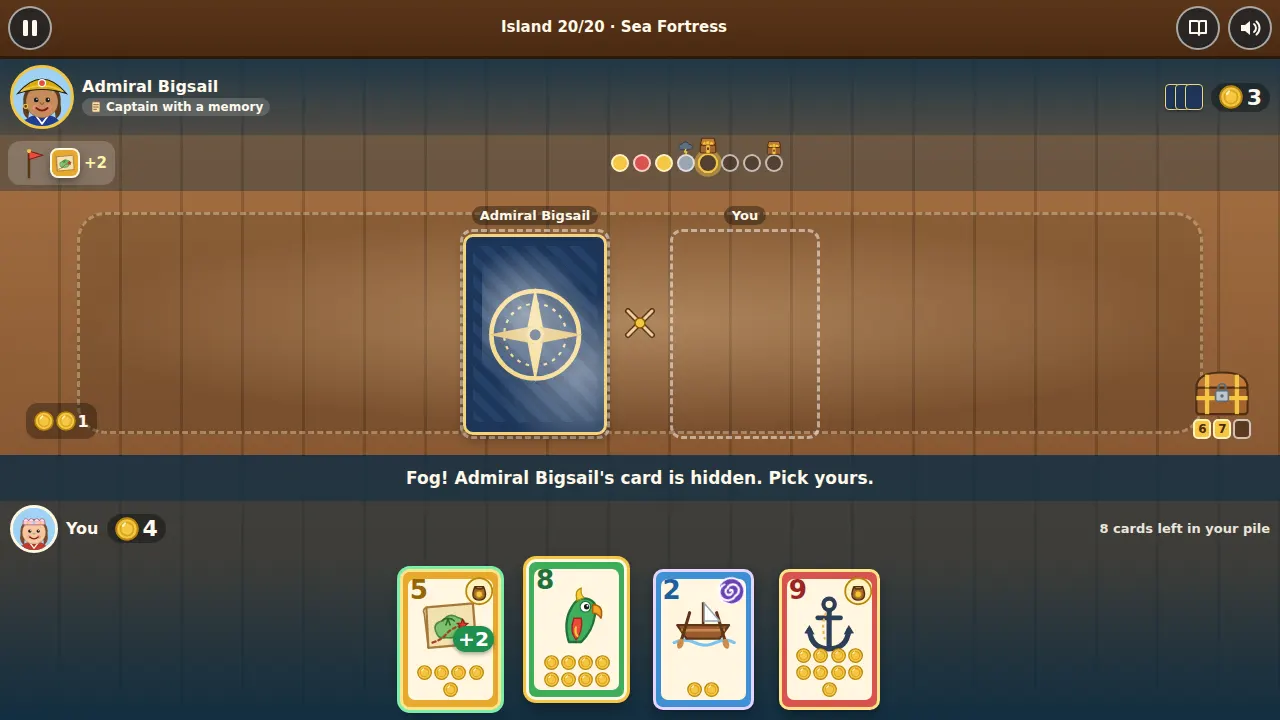 Island 20/20 · Sea Fortress
Admiral Bigsail
Captain with a memory
3
+2
Admiral Bigsail
You
1
6 7
Fog! Admiral Bigsail's card is hidden. Pick yours.
You 4
8 cards left in your pile
5
+2
8
2
9